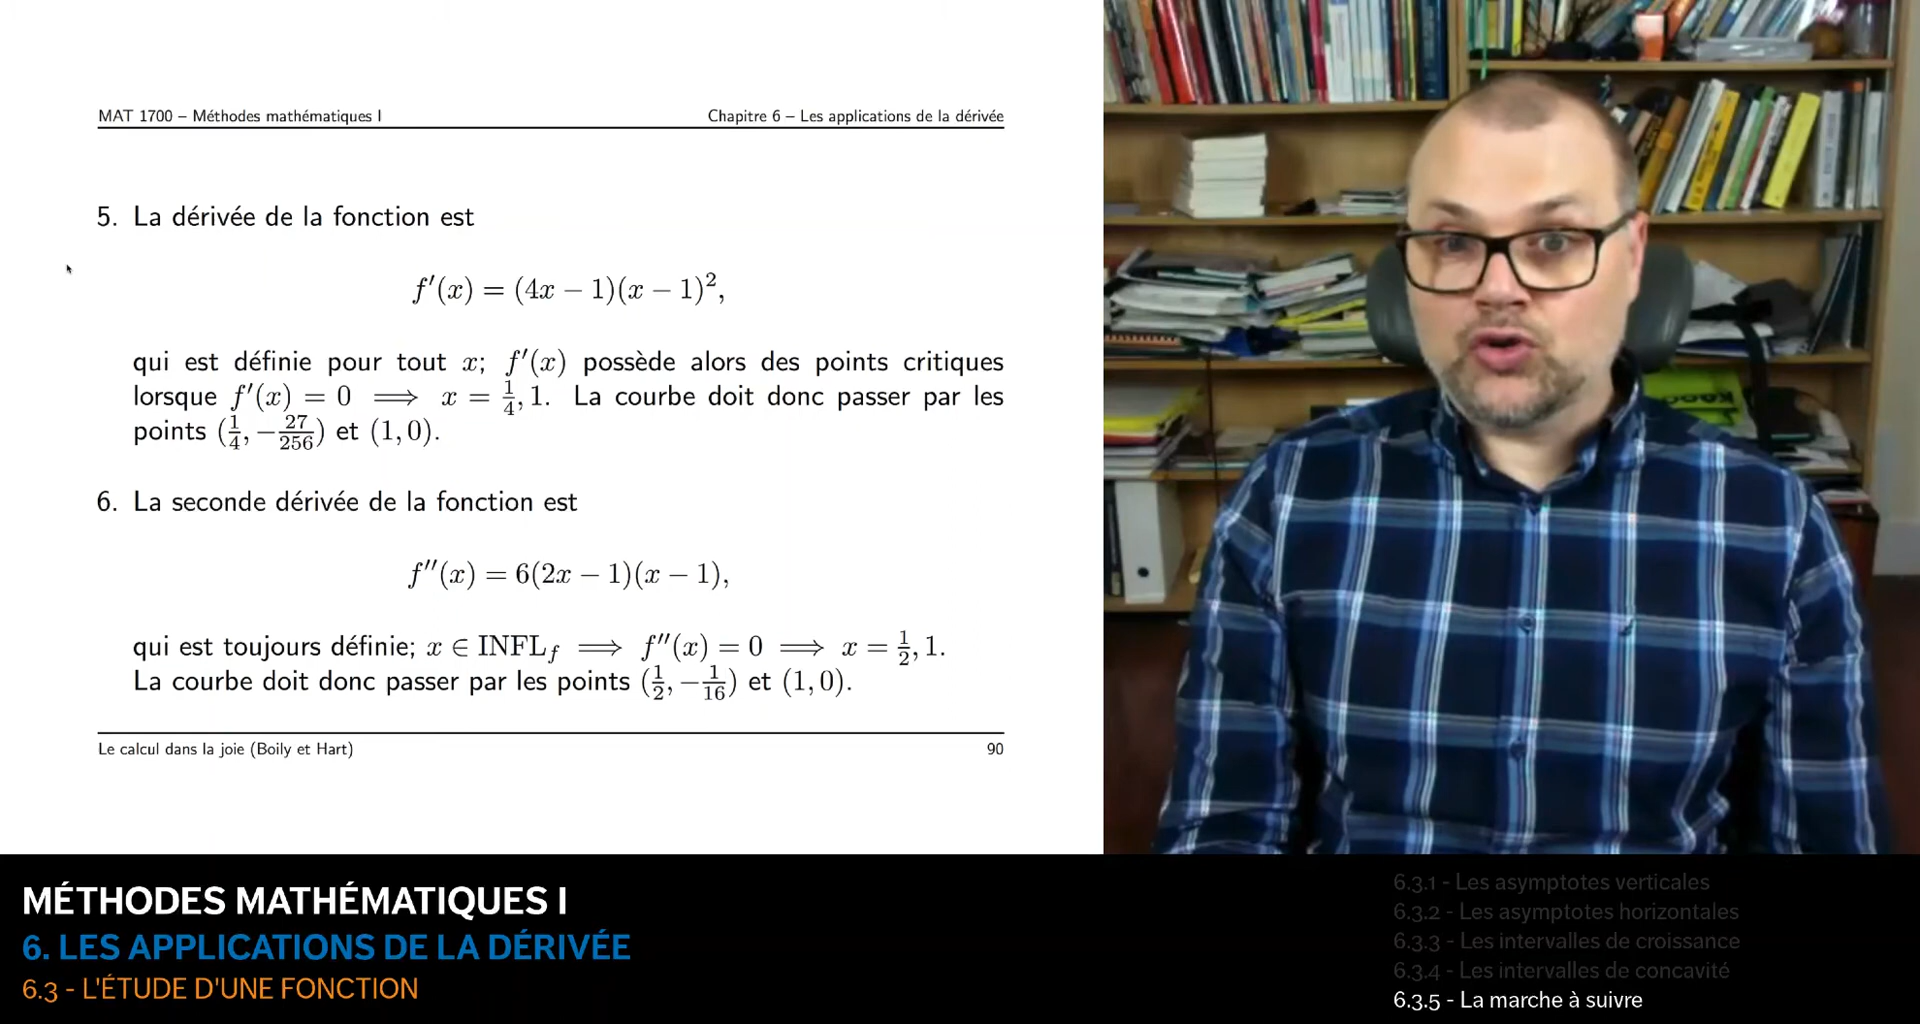 MAT 1700 – Méthodes mathématiques I
Chapitre 6 – Les applications de la dérivée
5. La dérivée de la fonction est
f′(x) = (4x − 1)(x − 1)²,
qui est définie pour tout x; f′(x) possède alors des points critiques
lorsque f′(x) = 0 ⟹ x = 1/4, 1. La courbe doit donc passer par les
points (1/4, −27/256) et (1, 0).
6. La seconde dérivée de la fonction est
f″(x) = 6(2x − 1)(x − 1),
qui est toujours définie; x ∈ INFL_f ⟹ f″(x) = 0 ⟹ x = 1/2, 1.
La courbe doit donc passer par les points (1/2, −1/16) et (1, 0).
Le calcul dans la joie (Boily et Hart)
90
MÉTHODES MATHÉMATIQUES I
6. LES APPLICATIONS DE LA DÉRIVÉE
6.3 - L'ÉTUDE D'UNE FONCTION
6.3.1 - Les asymptotes verticales
6.3.2 - Les asymptotes horizontales
6.3.3 - Les intervalles de croissance
6.3.4 - Les intervalles de concavité
6.3.5 - La marche à suivre